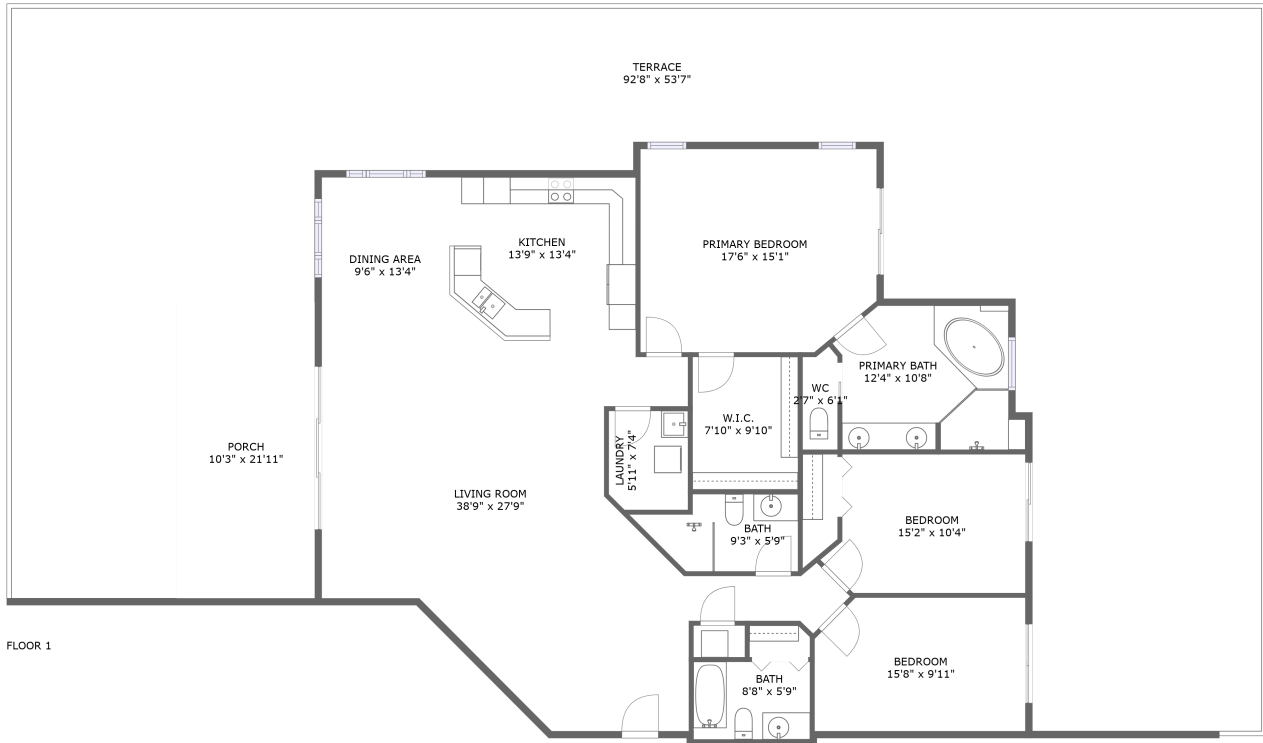 TERRACE
92'8" x 53'7"
KITCHEN
13'9" x 13'4"
PRIMARY BEDROOM
17'6" x 15'1"
DINING AREA
9'6" x 13'4"
PRIMARY BATH
12'4" x 10'8"
WC
2'7" x 6'1"
W.I.C.
7'10" x 9'10"
PORCH
10'3" x 21'11"
LAUNDRY
5'11" x 7'4"
LIVING ROOM
38'9" x 27'9"
BATH
9'3" x 5'9"
BEDROOM
15'2" x 10'4"
FLOOR 1
BEDROOM
15'8" x 9'11"
BATH
8'8" x 5'9"